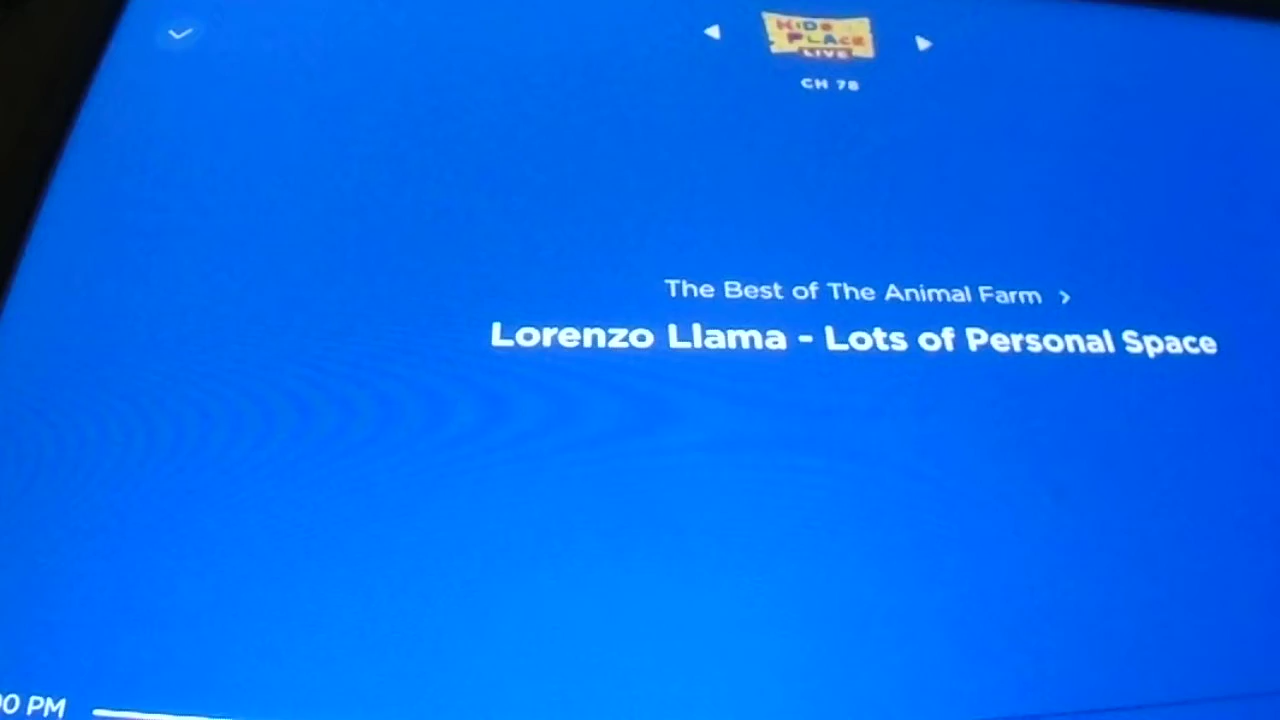 KiDS
PLACE
LIVE
CH 78
The Best of The Animal Farm >
Lorenzo Llama - Lots of Personal Space
00 PM